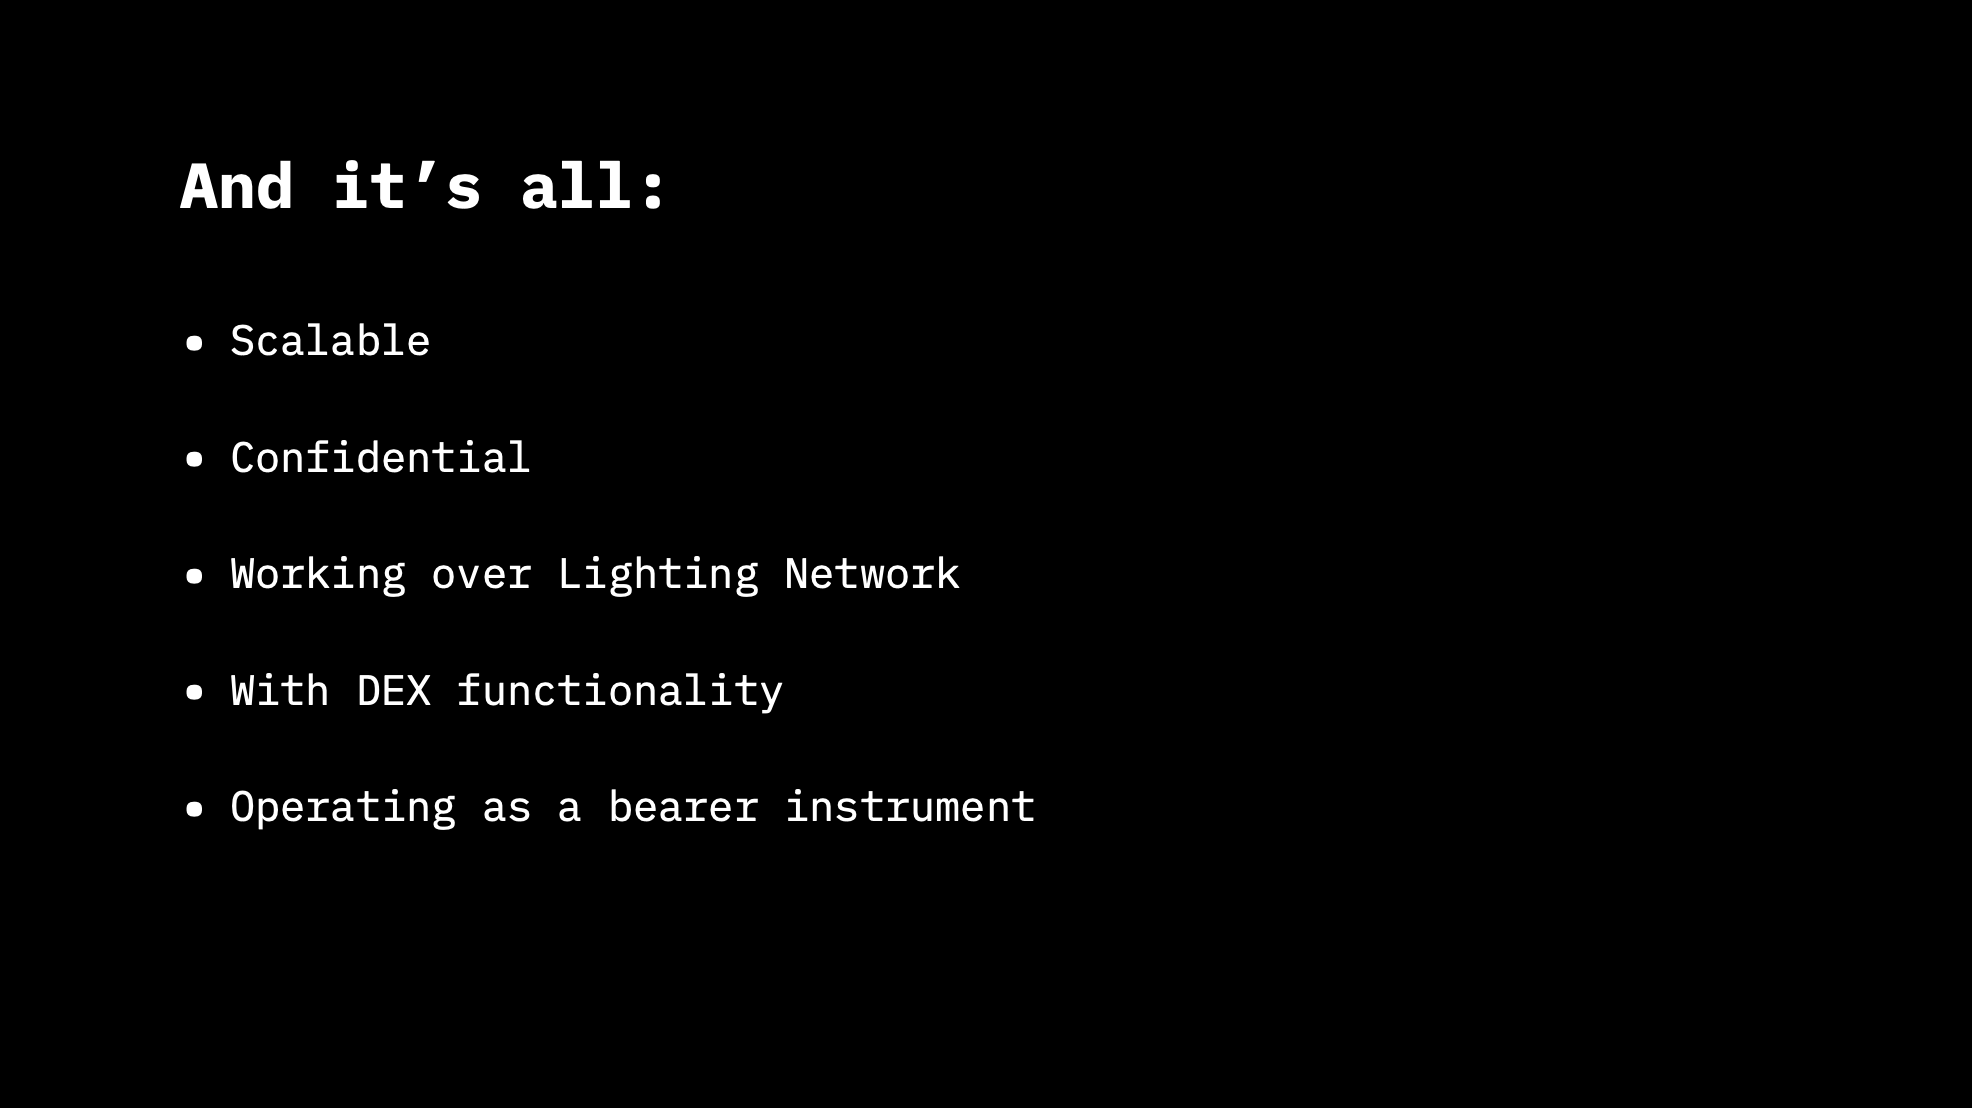 And it’s all:
• Scalable
• Confidential
• Working over Lighting Network
• With DEX functionality
• Operating as a bearer instrument